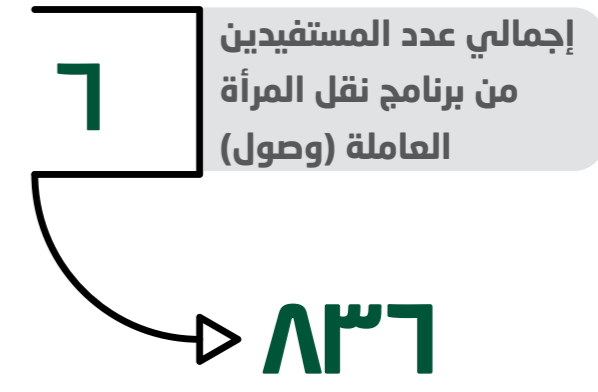 ٦
إجمالي عدد المستفيدين
من برنامج نقل المرأة
العاملة (وصول)
٨٣٦